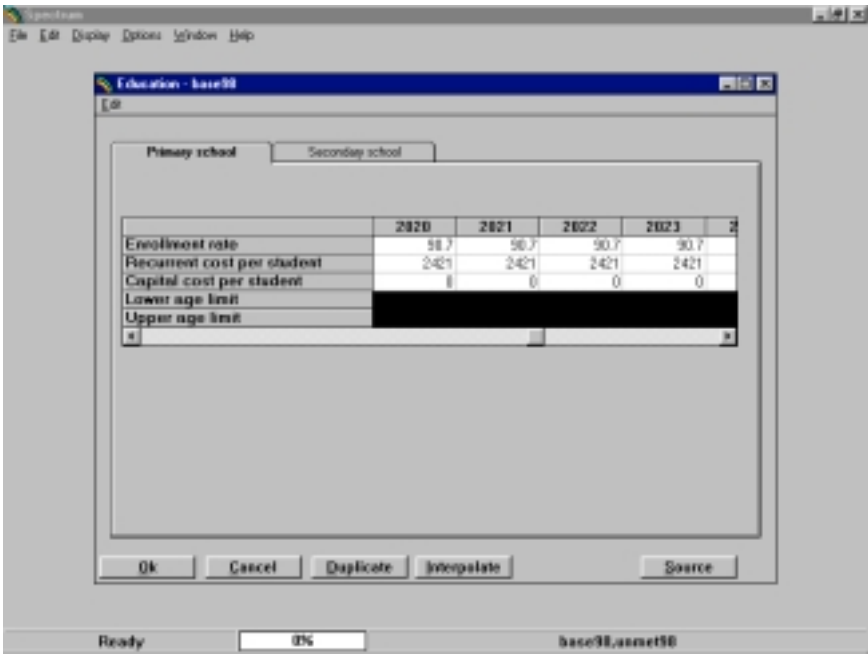 Spectrum
File Edit Display Options Window Help
Education - base98
Edit
Primary school Secondary school
2020 2021 2022 2023 2
Enrollment rate 90.7 90.7 90.7 90.7
Recurrent cost per student 2421 2421 2421 2421
Capital cost per student 0 0 0 0
Lower age limit
Upper age limit
Ok Cancel Duplicate Interpolate Source
Ready 0% base98,unmet98